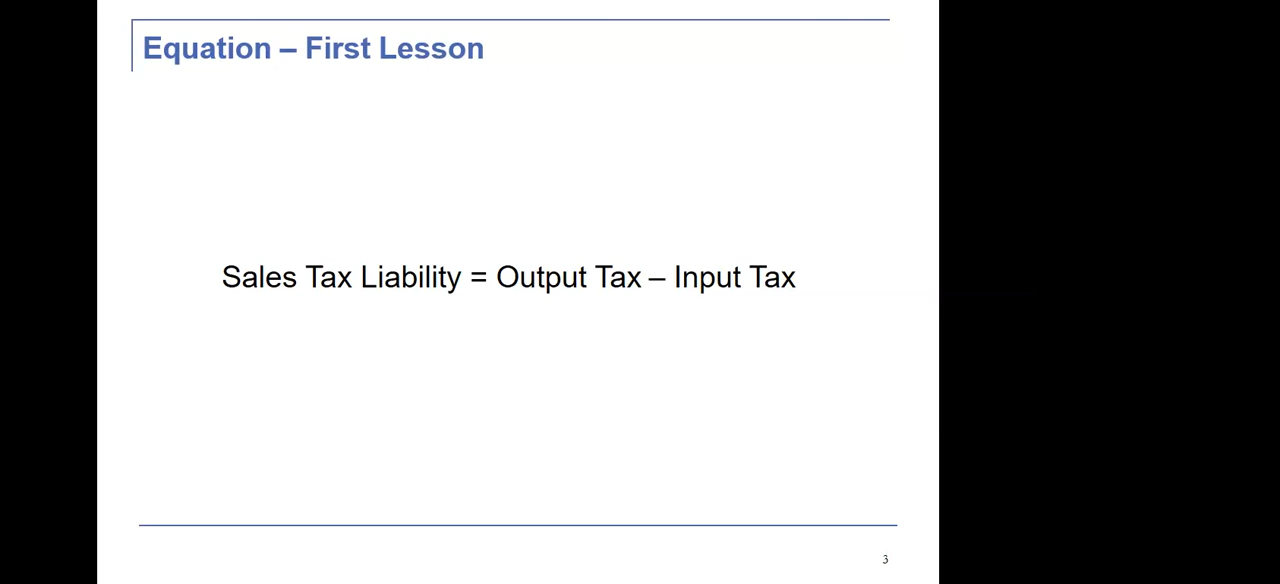 Equation – First Lesson
Sales Tax Liability = Output Tax – Input Tax
3